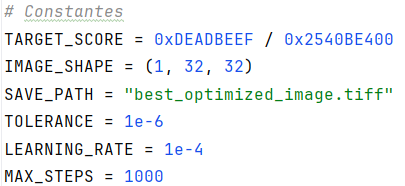 # Constantes
TARGET_SCORE = 0xDEADBEEF / 0x2540BE400
IMAGE_SHAPE = (1, 32, 32)
SAVE_PATH = "best_optimized_image.tiff"
TOLERANCE = 1e-6
LEARNING_RATE = 1e-4
MAX_STEPS = 1000